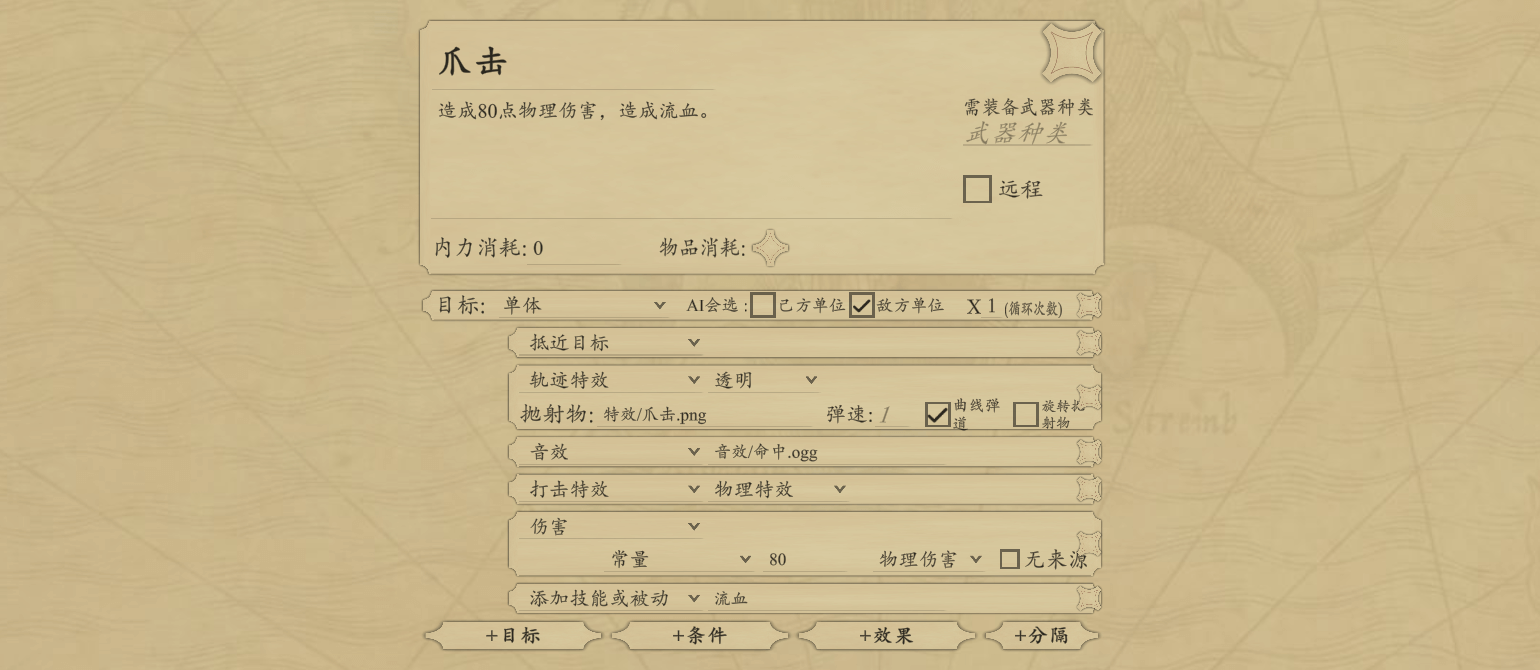 爪击
造成80点物理伤害，造成流血。
需装备武器种类
武器种类
远程
内力消耗: 0
物品消耗:
目标: 单体 AI会选 : 己方单位 敌方单位 X 1 (循环次数)
抵近目标
轨迹特效 透明
抛射物: 特效/爪击.png 弹速: 1 曲线弹道 旋转 射物
音效 音效/命中.ogg
打击特效 物理特效
伤害
常量 80 物理伤害 无来源
添加技能或被动 流血
+目标 +条件 +效果 +分隔